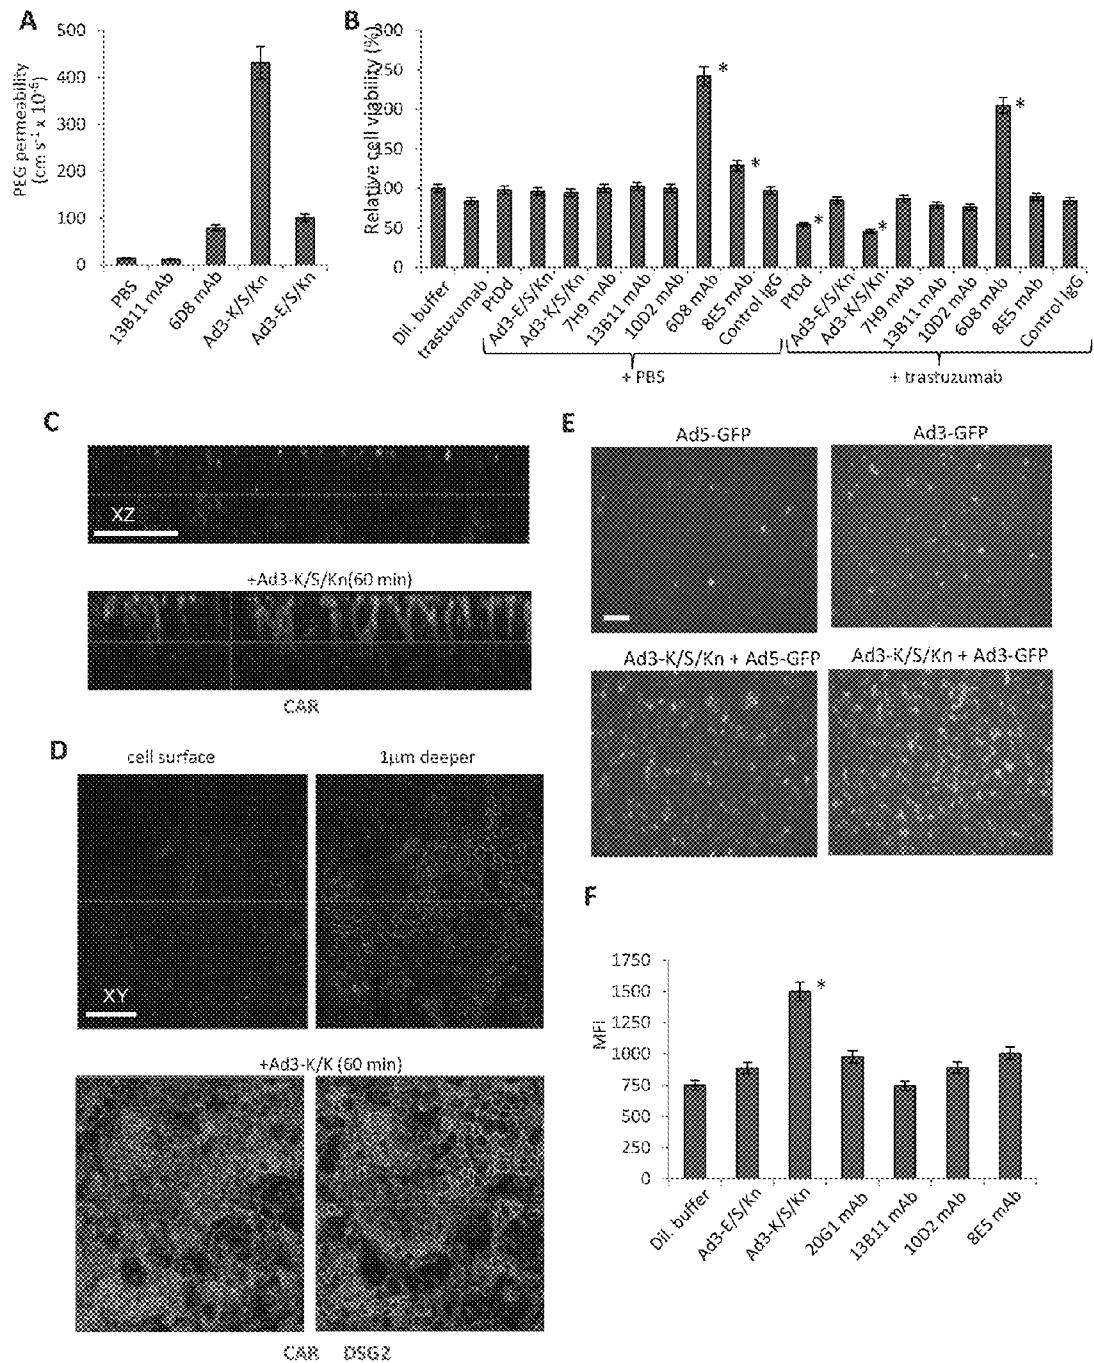 A
PEG permeability
(cm s⁻¹ x 10⁻⁶)
500
400
300
200
100
0
PBS
13B11 mAb
6D8 mAb
Ad3-K/S/Kn
Ad3-E/S/Kn
B
Relative cell viability (%)
300
250
200
150
100
50
0
*
*
*
*
*
Dil. buffer
trastuzumab
PtDd
Ad3-E/S/Kn
Ad3-K/S/Kn
7H9 mAb
13B11 mAb
10D2 mAb
6D8 mAb
8E5 mAb
Control IgG
PtDd
Ad3-E/S/Kn
Ad3-K/S/Kn
7H9 mAb
13B11 mAb
10D2 mAb
6D8 mAb
8E5 mAb
Control IgG
+ PBS
+ trastuzumab
C
XZ
+Ad3-K/S/Kn(60 min)
CAR
D
cell surface
1µm deeper
XY
+Ad3-K/K (60 min)
CAR DSG2
E
Ad5-GFP
Ad3-GFP
Ad3-K/S/Kn + Ad5-GFP
Ad3-K/S/Kn + Ad3-GFP
F
MFI
1750
1500
1250
1000
750
500
250
0
*
Dil. buffer
Ad3-E/S/Kn
Ad3-K/S/Kn
20G1 mAb
13B11 mAb
10D2 mAb
8E5 mAb